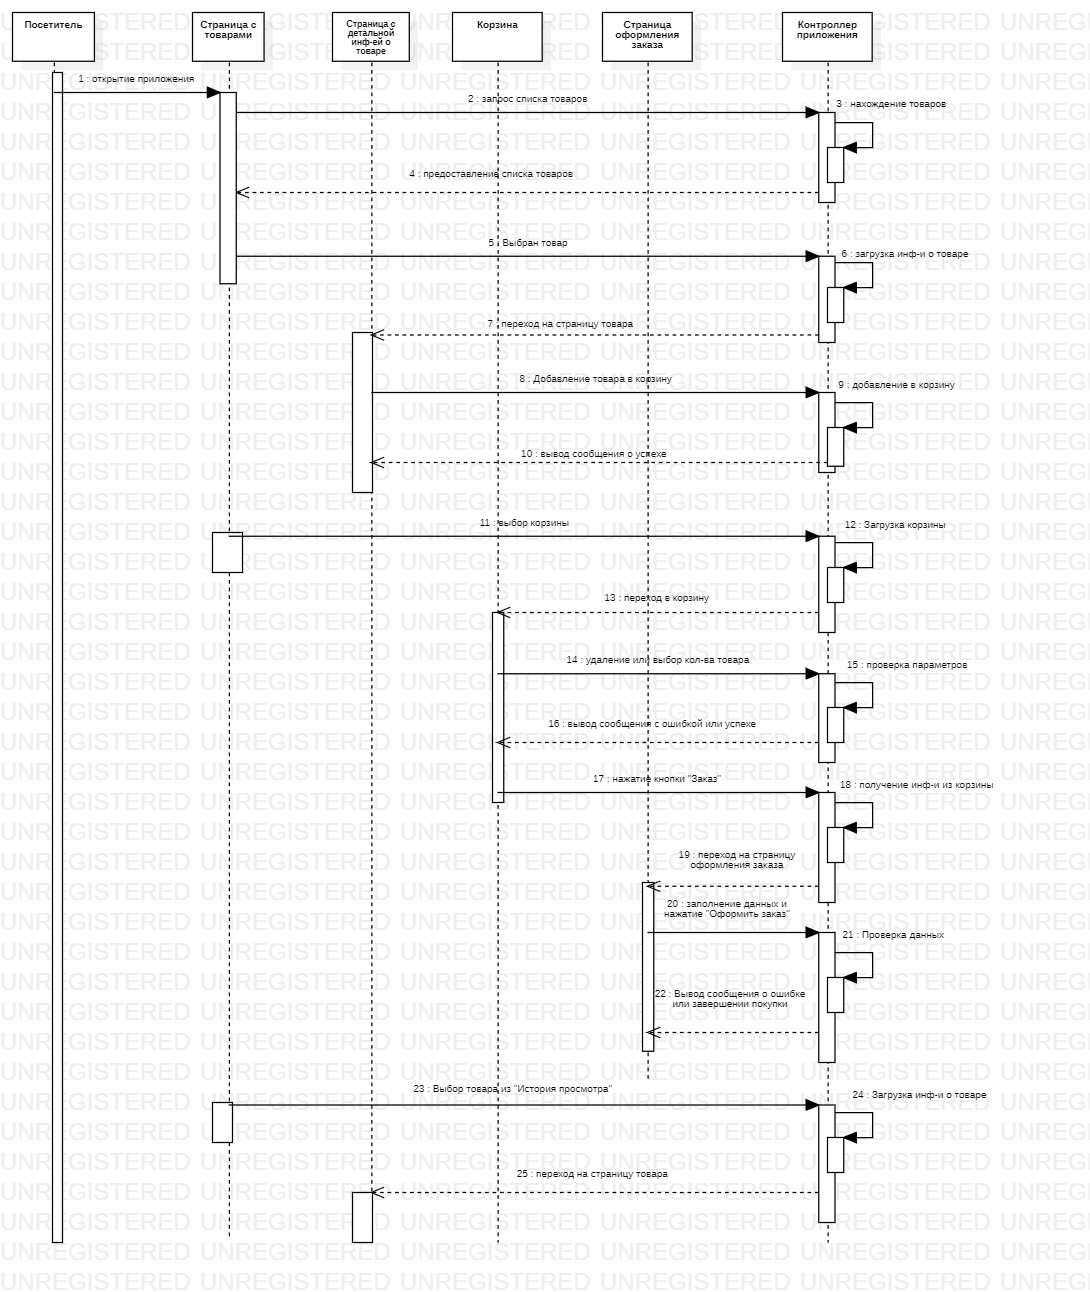 Посетитель
Страница с
товарами
Страница с
детальной
инф-ей о
товаре
Корзина
Страница
оформления
заказа
Контроллер
приложения
1 : открытие приложения
2 : запрос списка товаров
3 : нахождение товаров
4 : предоставление списка товаров
5 : Выбран товар
6 : загрузка инф-и о товаре
7 : переход на страницу товара
8 : Добавление товара в корзину
9 : добавление в корзину
10 : вывод сообщения о успехе
11 : выбор корзины
12 : Загрузка корзины
13 : переход в корзину
14 : удаление или выбор кол-ва товара
15 : проверка параметров
16 : вывод сообщения с ошибкой или успехе
17 : нажатие кнопки "Заказ"
18 : получение инф-и из корзины
19 : переход на страницу
оформления заказа
20 : заполнение данных и
нажатие "Оформить заказ"
21 : Проверка данных
22 : Вывод сообщения о ошибке
или завершении покупки
23 : Выбор товара из "История просмотра"
24 : Загрузка инф-и о товаре
25 : переход на страницу товара
UNREGISTERED